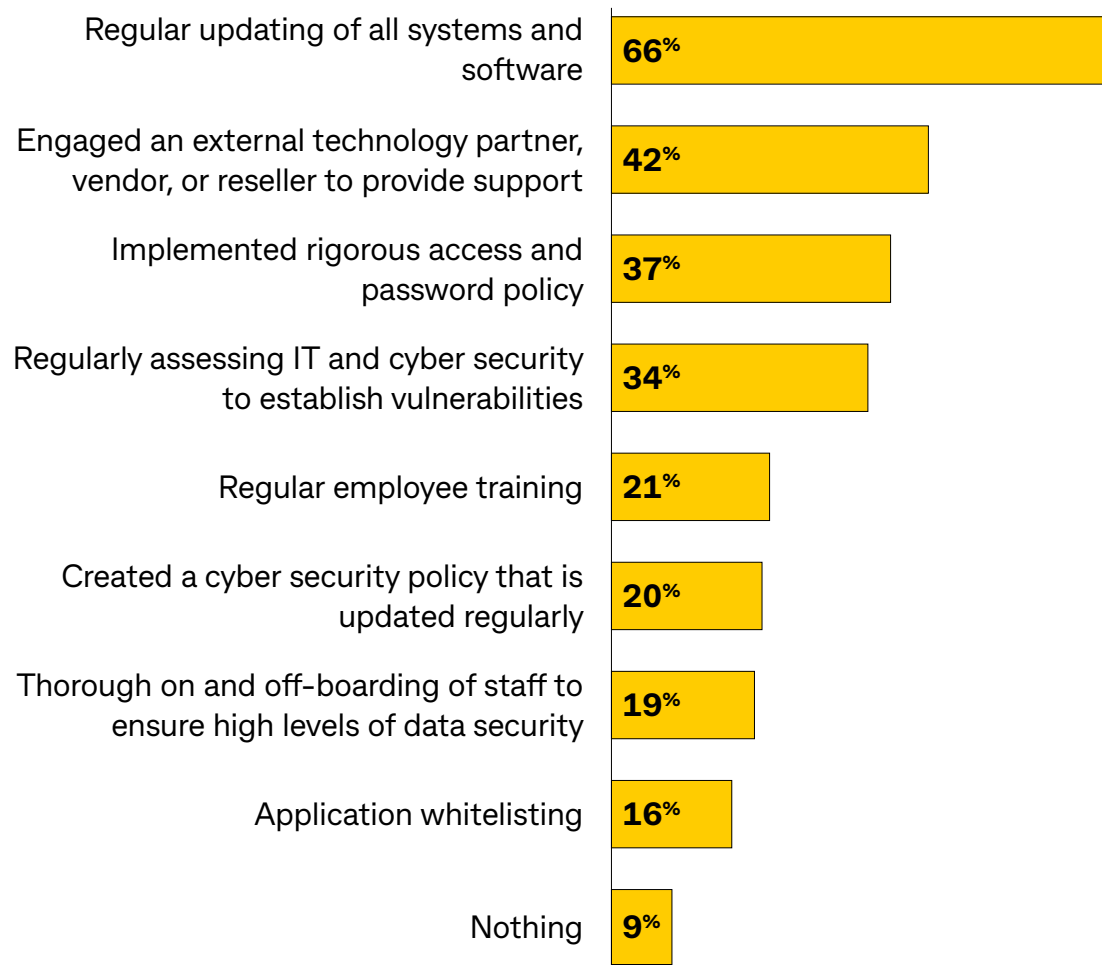 Regular updating of all systems and
software
66%
Engaged an external technology partner,
vendor, or reseller to provide support
42%
Implemented rigorous access and
password policy
37%
Regularly assessing IT and cyber security
to establish vulnerabilities
34%
Regular employee training
21%
Created a cyber security policy that is
updated regularly
20%
Thorough on and off-boarding of staff to
ensure high levels of data security
19%
Application whitelisting
16%
Nothing
9%